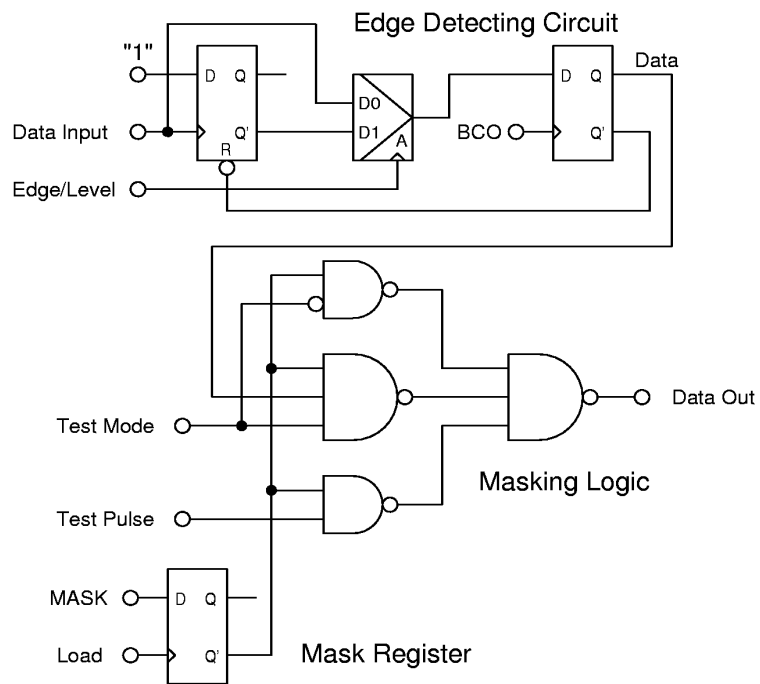 Edge Detecting Circuit
"1"
D Q
Data Input
Q'
R
D0
D1
A
D Q
Data
BCO
Q'
Edge/Level
Test Mode
Data Out
Masking Logic
Test Pulse
MASK
D Q
Load
Q'
Mask Register